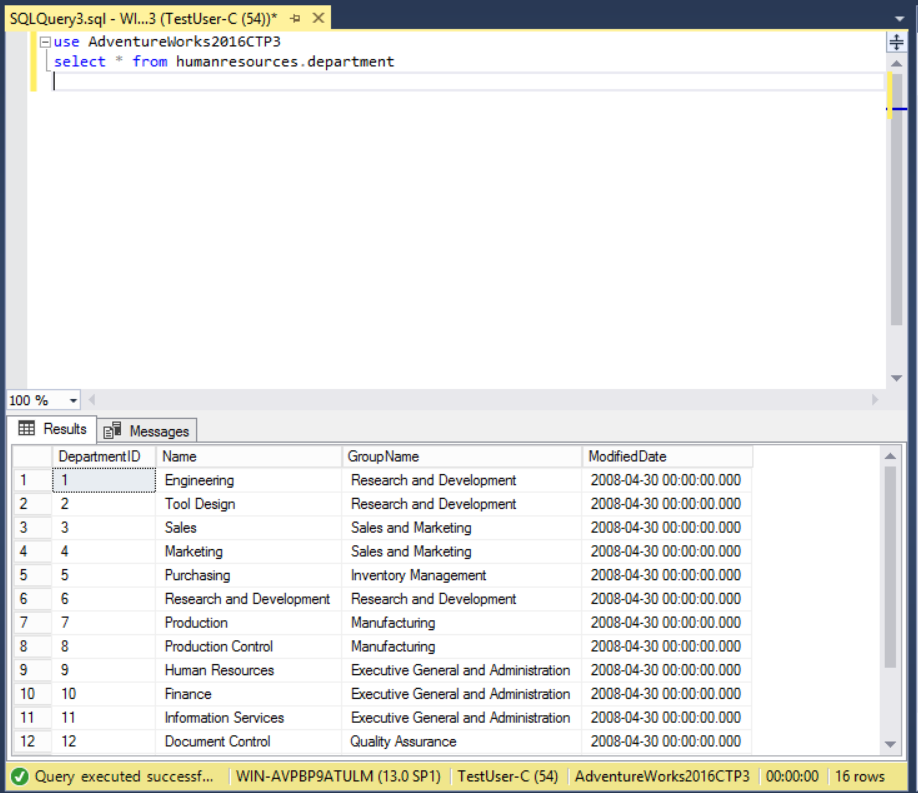 SQLQuery3.sql - WI...3 (TestUser-C (54))*
use AdventureWorks2016CTP3
select * from humanresources.department
100 %
Results Messages
DepartmentID Name GroupName ModifiedDate
1 1 Engineering Research and Development 2008-04-30 00:00:00.000
2 2 Tool Design Research and Development 2008-04-30 00:00:00.000
3 3 Sales Sales and Marketing 2008-04-30 00:00:00.000
4 4 Marketing Sales and Marketing 2008-04-30 00:00:00.000
5 5 Purchasing Inventory Management 2008-04-30 00:00:00.000
6 6 Research and Development Research and Development 2008-04-30 00:00:00.000
7 7 Production Manufacturing 2008-04-30 00:00:00.000
8 8 Production Control Manufacturing 2008-04-30 00:00:00.000
9 9 Human Resources Executive General and Administration 2008-04-30 00:00:00.000
10 10 Finance Executive General and Administration 2008-04-30 00:00:00.000
11 11 Information Services Executive General and Administration 2008-04-30 00:00:00.000
12 12 Document Control Quality Assurance 2008-04-30 00:00:00.000
Query executed successf... WIN-AVPBP9ATULM (13.0 SP1) TestUser-C (54) AdventureWorks2016CTP3 00:00:00 16 rows